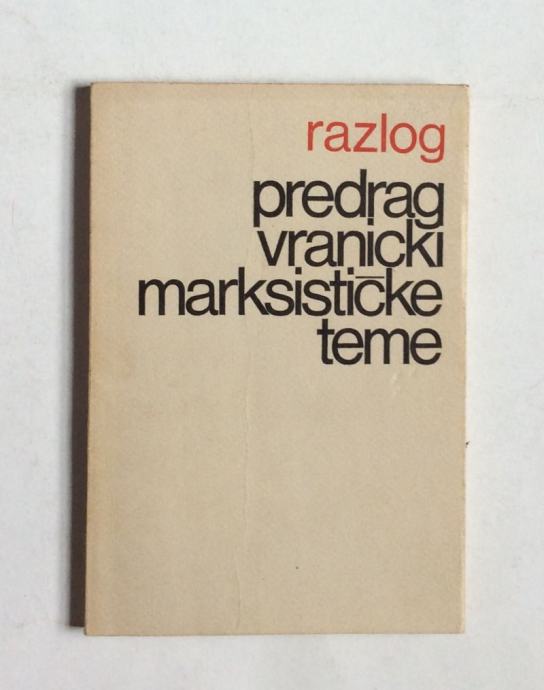 razlog
predrag
vranicki
marksističke
teme